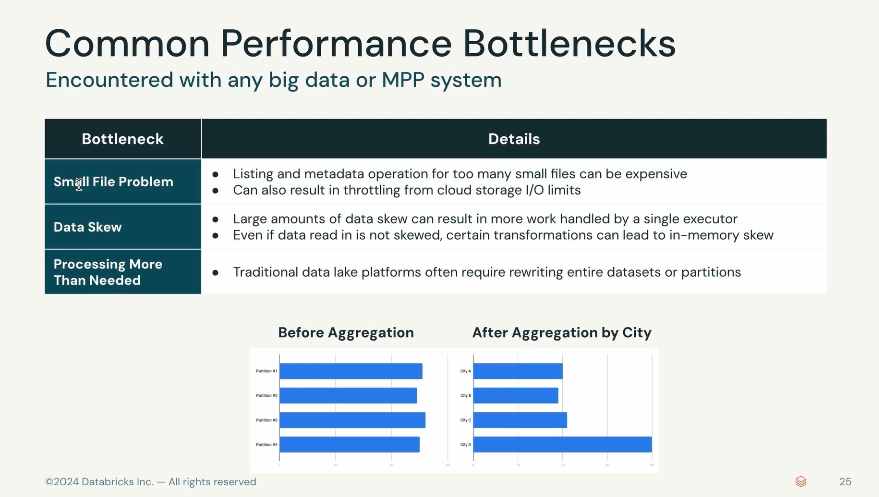 Common Performance Bottlenecks
Encountered with any big data or MPP system
Bottleneck
Details
Small File Problem
● Listing and metadata operation for too many small files can be expensive
● Can also result in throttling from cloud storage I/O limits
Data Skew
● Large amounts of data skew can result in more work handled by a single executor
● Even if data read in is not skewed, certain transformations can lead to in-memory skew
Processing More
Than Needed
● Traditional data lake platforms often require rewriting entire datasets or partitions
Before Aggregation
Partition #1
Partition #2
Partition #3
Partition #4
After Aggregation by City
City A
City B
City C
City D
©2024 Databricks Inc. — All rights reserved
25